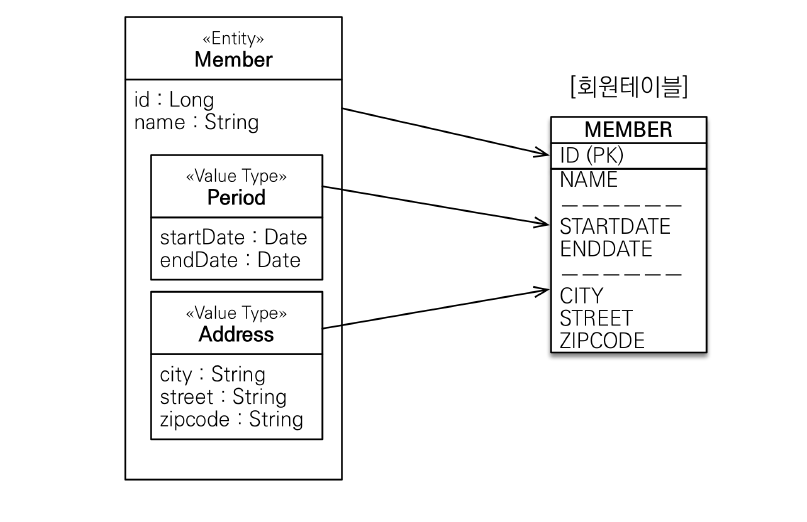 «Entity»
Member
id : Long
name : String
«Value Type»
Period
startDate : Date
endDate : Date
«Value Type»
Address
city : String
street : String
zipcode : String
[회원테이블]
MEMBER
ID (PK)
NAME
STARTDATE
ENDDATE
CITY
STREET
ZIPCODE